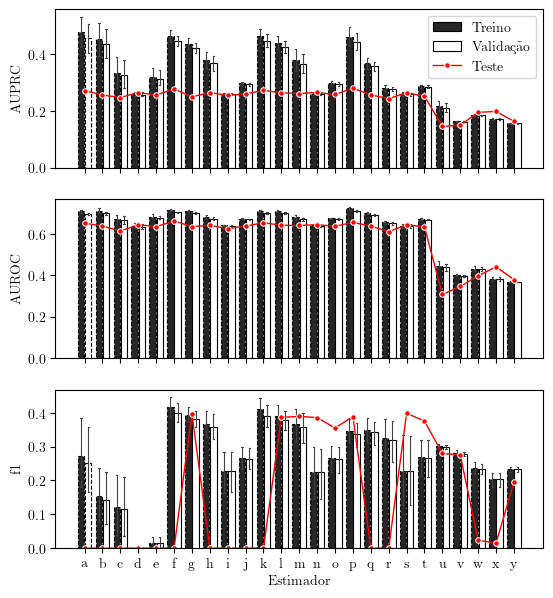 AUPRC
0.4
0.2
0.0
Treino
Validação
Teste
AUROC
0.6
0.4
0.2
0.0
f1
0.4
0.3
0.2
0.1
0.0
a b c d e f g h i j k l m n o p q r s t u v w x y
Estimador